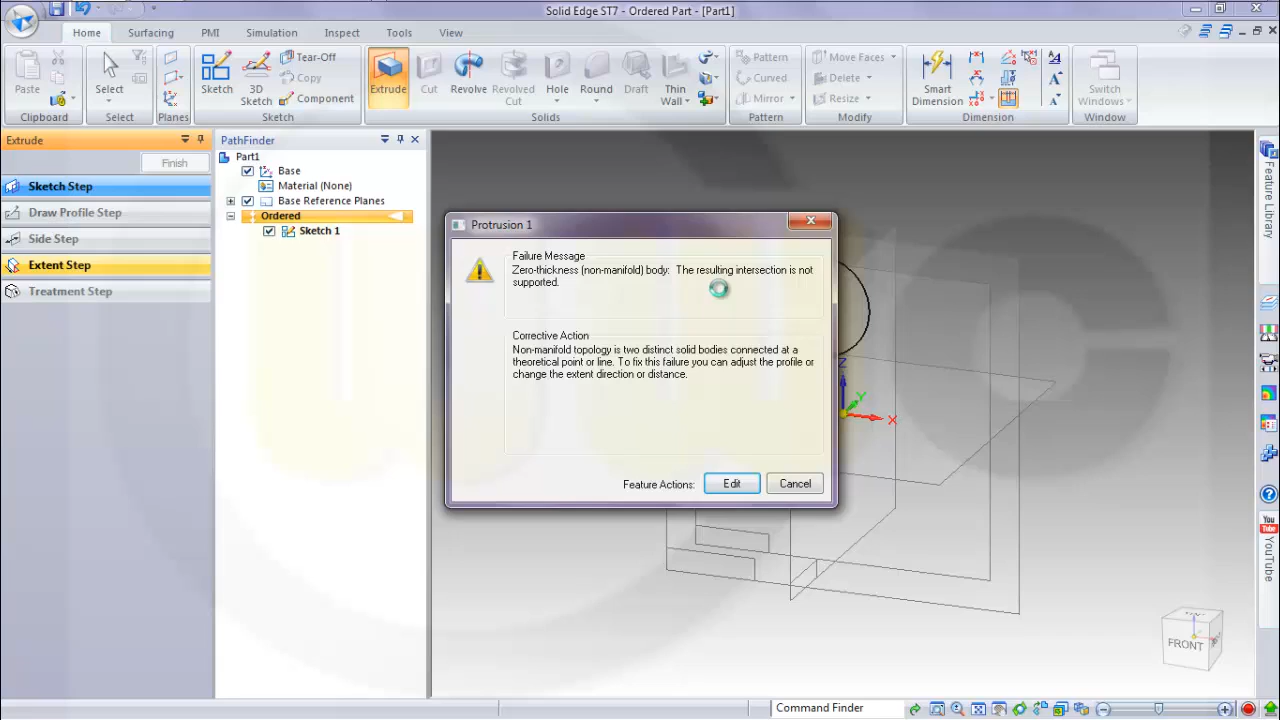 Solid Edge ST7 - Ordered Part - [Part1]
Home Surfacing PMI Simulation Inspect Tools View
Paste
Clipboard
Select
Select
Planes
Sketch
3D Sketch
Tear-Off
Copy
Component
Sketch
Extrude
Cut
Revolve
Revolved Cut
Hole
Round
Draft
Thin Wall
Solids
Pattern
Curved
Mirror
Pattern
Move Faces
Delete
Resize
Modify
Smart Dimension
Dimension
Switch Windows
Window
Extrude
Finish
Sketch Step
Draw Profile Step
Side Step
Extent Step
Treatment Step
PathFinder
Part1
Base
Material (None)
Base Reference Planes
Ordered
Sketch 1
Protrusion 1
Failure Message
Zero-thickness (non-manifold) body: The resulting intersection is not
supported.
Corrective Action
Non-manifold topology is two distinct solid bodies connected at a
theoretical point or line. To fix this failure you can adjust the profile or
change the extent direction or distance.
Feature Actions: Edit Cancel
Z
Y
X
FRONT
Feature Library
You
Tube
YouTube
Command Finder